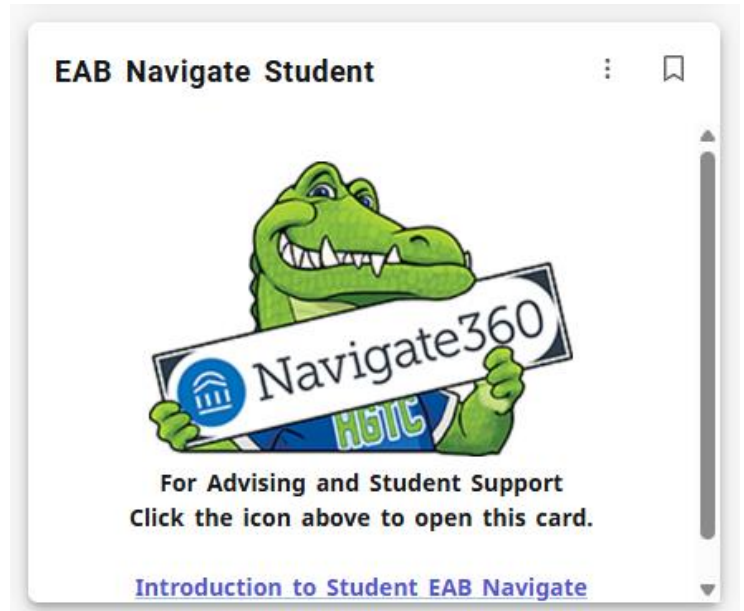 EAB Navigate Student
Navigate360
HGTC
For Advising and Student Support
Click the icon above to open this card.
Introduction to Student EAB Navigate